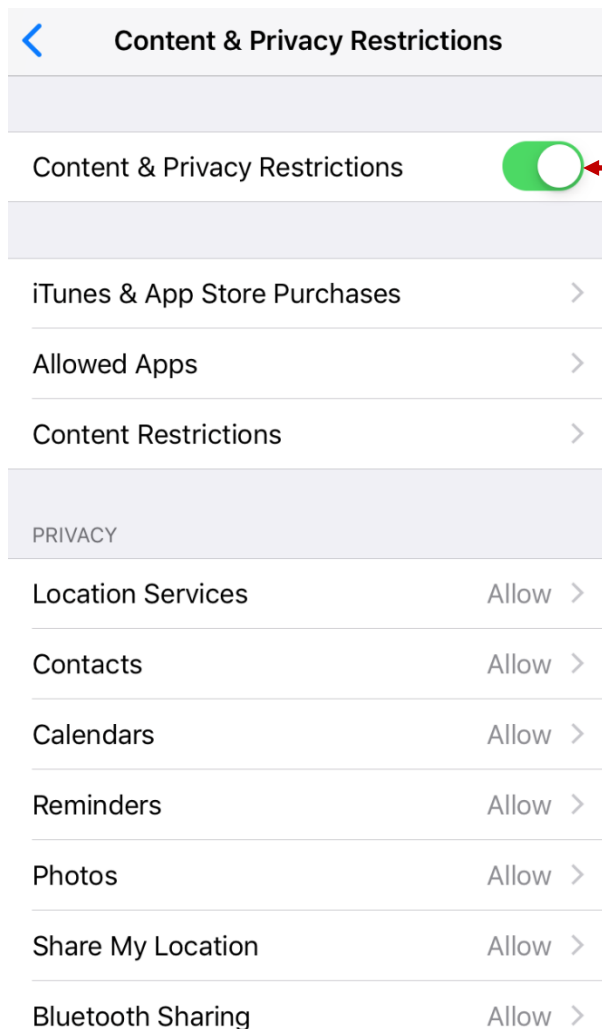 Content & Privacy Restrictions
Content & Privacy Restrictions
iTunes & App Store Purchases
Allowed Apps
Content Restrictions
PRIVACY
Location Services Allow
Contacts Allow
Calendars Allow
Reminders Allow
Photos Allow
Share My Location Allow
Bluetooth Sharing Allow